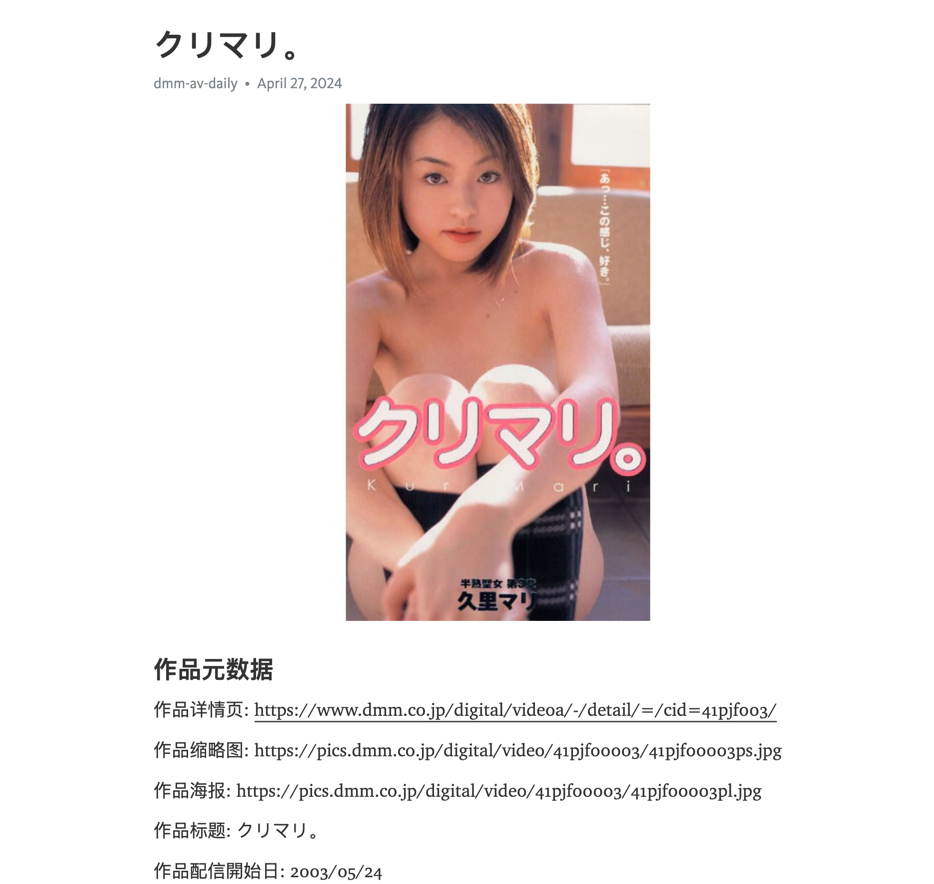 クリマリ。
dmm-av-daily • April 27, 2024
「あっ…この感じ、好き。」
クリマリ。
Kuri Mari
半熟聖女 第3章
久里マリ
作品元数据
作品详情页: https://www.dmm.co.jp/digital/videoa/-/detail/=/cid=41pjf003/
作品缩略图: https://pics.dmm.co.jp/digital/video/41pjf00003/41pjf00003ps.jpg
作品海报: https://pics.dmm.co.jp/digital/video/41pjf00003/41pjf00003pl.jpg
作品标题: クリマリ。
作品配信開始日: 2003/05/24